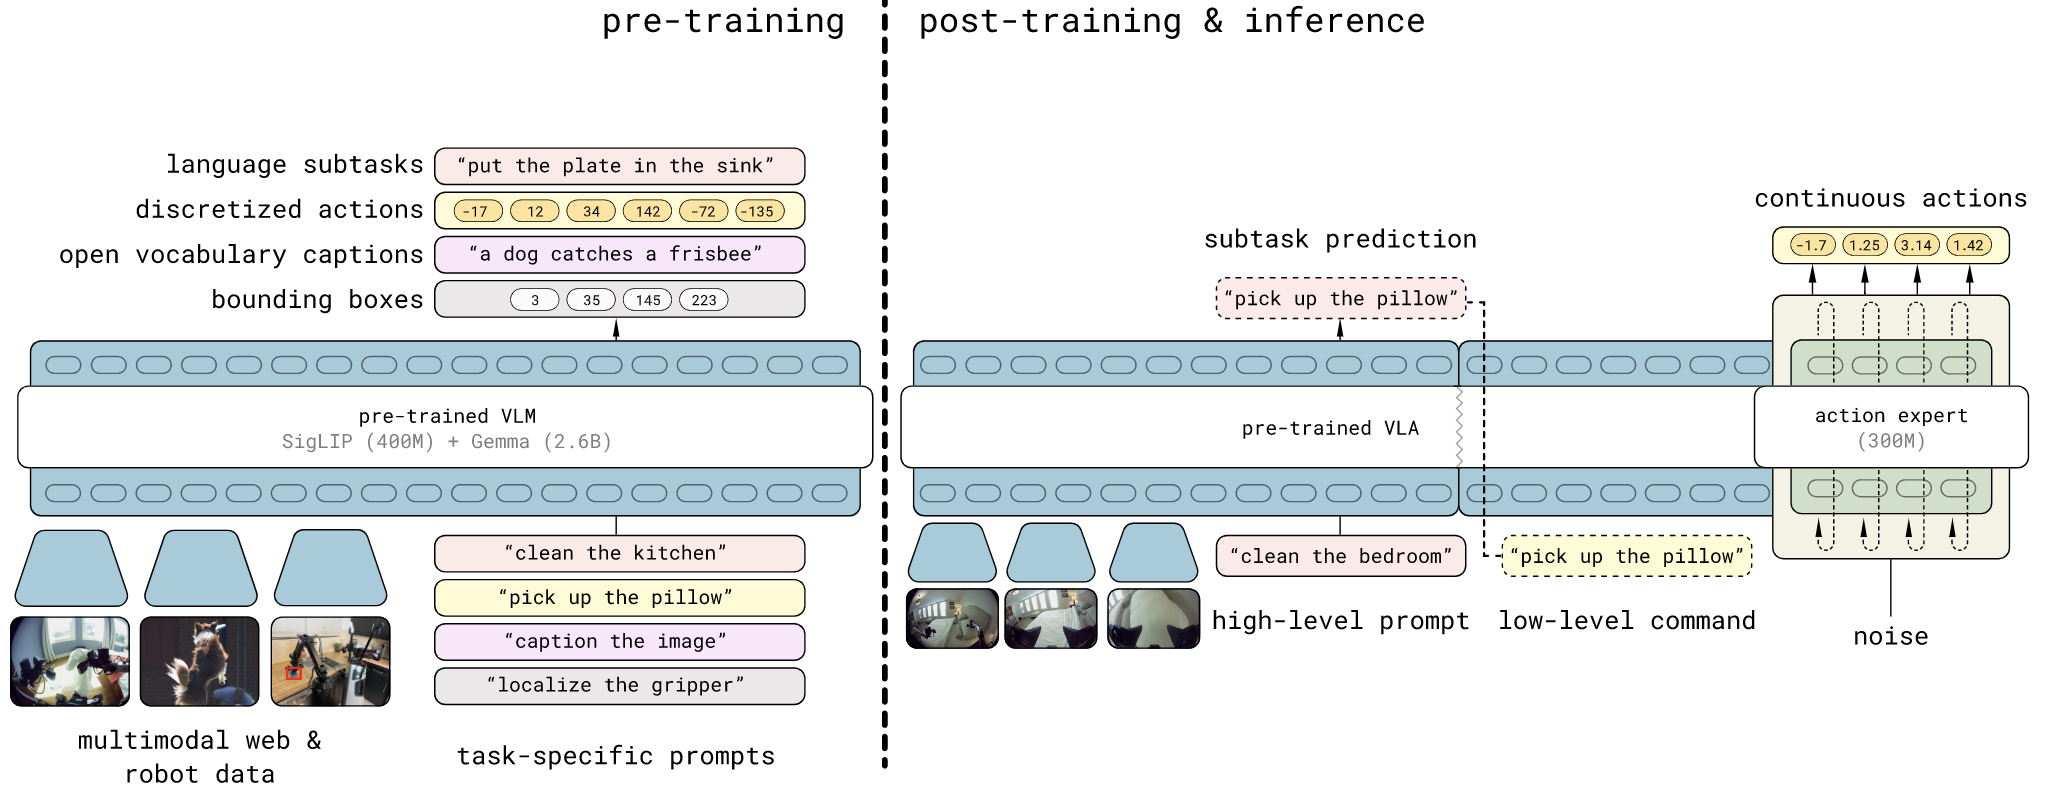 pre-training
language subtasks
“put the plate in the sink”
discretized actions
-17 12 34 142 -72 -135
open vocabulary captions
“a dog catches a frisbee”
bounding boxes
3 35 145 223
pre-trained VLM
SigLIP (400M) + Gemma (2.6B)
“clean the kitchen”
“pick up the pillow”
“caption the image”
“localize the gripper”
multimodal web &
robot data
task-specific prompts
post-training & inference
subtask prediction
“pick up the pillow”
continuous actions
-1.7 1.25 3.14 1.42
pre-trained VLA
action expert
(300M)
“clean the bedroom”
“pick up the pillow”
high-level prompt
low-level command
noise